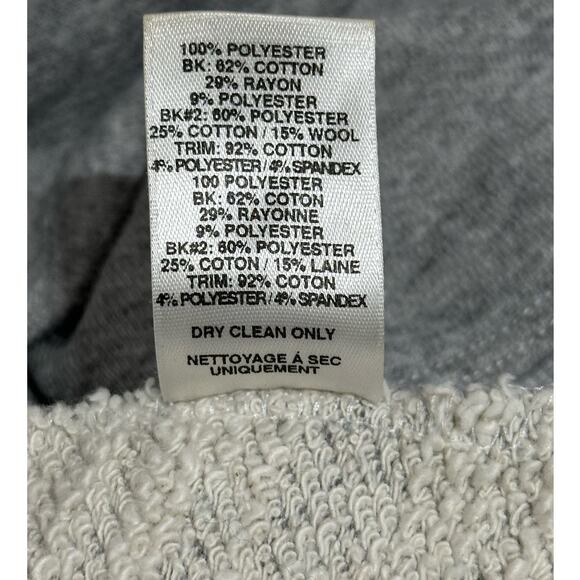 100% POLYESTER
BK: 62% COTTON
29% RAYON
9% POLYESTER
BK#2: 60% POLYESTER
25% COTTON / 15% WOOL
TRIM: 92% COTTON
4% POLYESTER/4% SPANDEX
100 POLYESTER
BK: 62% COTON
29% RAYONNE
9% POLYESTER
BK#2: 60% POLYESTER
25% COTON / 15% LAINE
TRIM: 92% COTON
4% POLYESTER/4% SPANDEX
DRY CLEAN ONLY
NETTOYAGE Á SEC
UNIQUEMENT